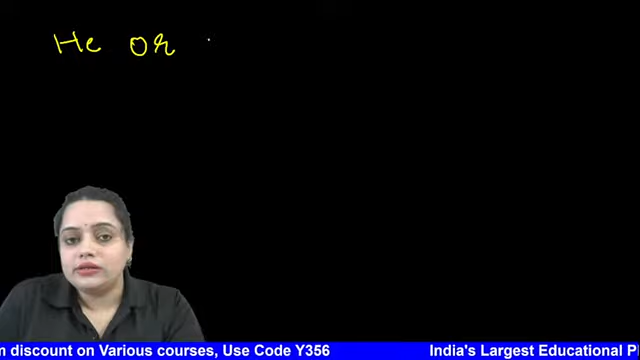 He or
m discount on Various courses, Use Code Y356 India's Largest Educational P